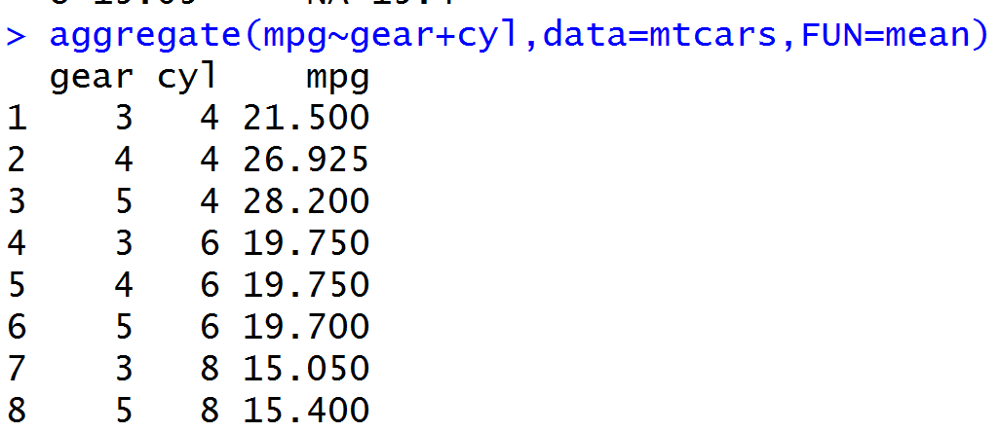 > aggregate(mpg~gear+cyl,data=mtcars,FUN=mean)
gear cyl mpg
1 3 4 21.500
2 4 4 26.925
3 5 4 28.200
4 3 6 19.750
5 4 6 19.750
6 5 6 19.700
7 3 8 15.050
8 5 8 15.400